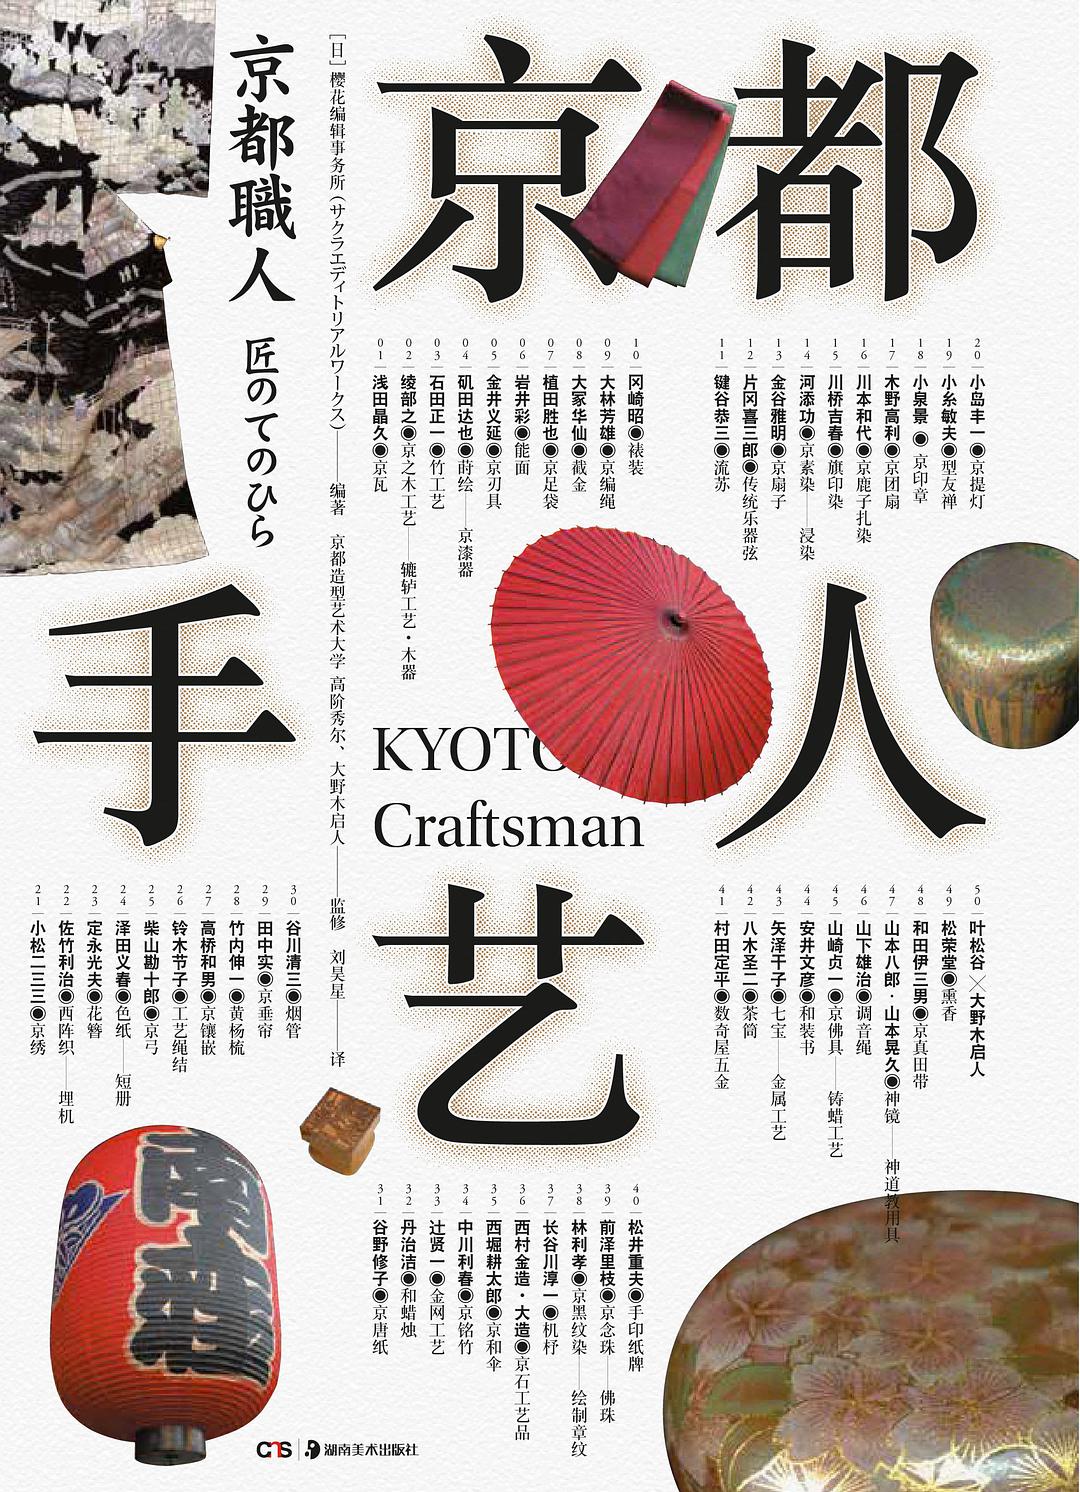 京都手艺人
京都職人
匠のてのひら
KYOTO
Craftsman
［日］樱花编辑事务所（サクラエディトリアルワークス）——编著
京都造型艺术大学 高阶秀尔、大野木启人——监修
刘昊星——译
01 浅田晶久◉京瓦
02 绫部之◉京之木工艺——辘轳工艺·木器
03 石田正一◉竹工艺
04 矶田达也◉莳绘——京漆器
05 金井义延◉京刃具
06 岩井彩◉能面
07 植田胜也◉京足袋
08 大冢华仙◉截金
09 大林芳雄◉京编绳
10 冈崎昭◉裱装
11 键谷恭三◉流苏
12 片冈喜三郎◉传统乐器弦
13 金谷雅明◉京扇子
14 河添功◉京素染——浸染
15 川桥吉春◉旗印染
16 川本和代◉京鹿子扎染
17 木野高利◉京团扇
18 小泉景◉京印章
19 小糸敏夫◉型友禅
20 小岛丰一◉京提灯
21 小松二三三◉京绣
22 佐竹利治◉西阵织——埋机
23 定永光夫◉花簪
24 泽田义春◉色纸——短册
25 柴山勘十郎◉京弓
26 铃木节子◉工艺绳结
27 高桥和男◉京镶嵌
28 竹内伸一◉黄杨梳
29 田中实◉京垂帘
30 谷川清三◉烟管
31 谷野修子◉京唐纸
32 丹治洁◉和蜡烛
33 辻贤一◉金网工艺
34 中川利春◉京铭竹
35 西堀耕太郎◉京和伞
36 西村金造·大造◉京石工艺品
37 长谷川淳一◉机杼
38 林利孝◉京黑纹染——绘制章纹
39 前泽里枝◉京念珠——佛珠
40 松井重夫◉手印纸牌
41 村田定平◉数奇屋五金
42 八木圣二◉茶筒
43 矢泽干子◉七宝——金属工艺
44 安井文彦◉和装书
45 山崎贞一◉京佛具——铸蜡工艺
46 山下雄治◉调音绳
47 山本八郎·山本晃久◉神镜——神道教用具
48 和田伊三男◉京真田带
49 松荣堂◉熏香
50 叶松谷×大野木启人
CNS
湖南美术出版社